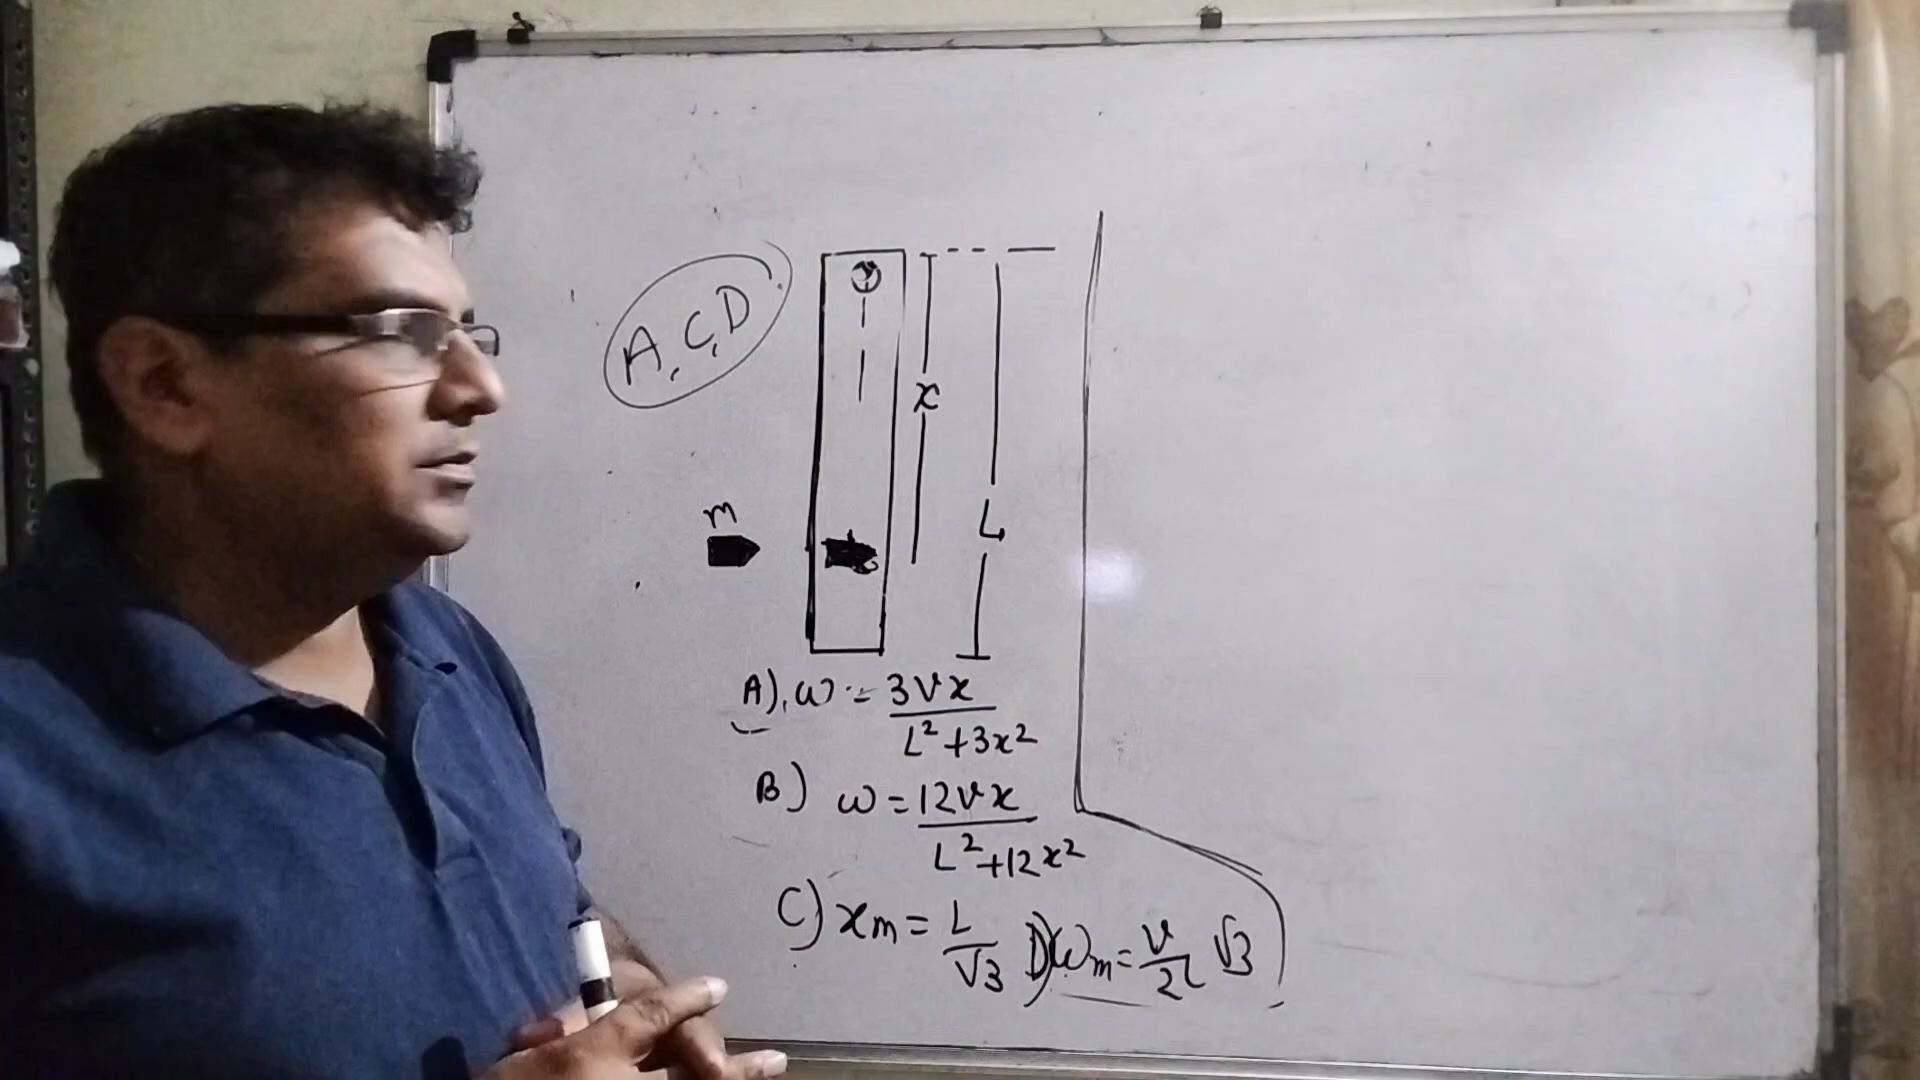 A, C, D
x
m
L
A) ω = 3vx / L² + 3x²
B) ω = 12vx / L² + 12x²
C) xm = L / √3 D) ωm = v / 2L √3